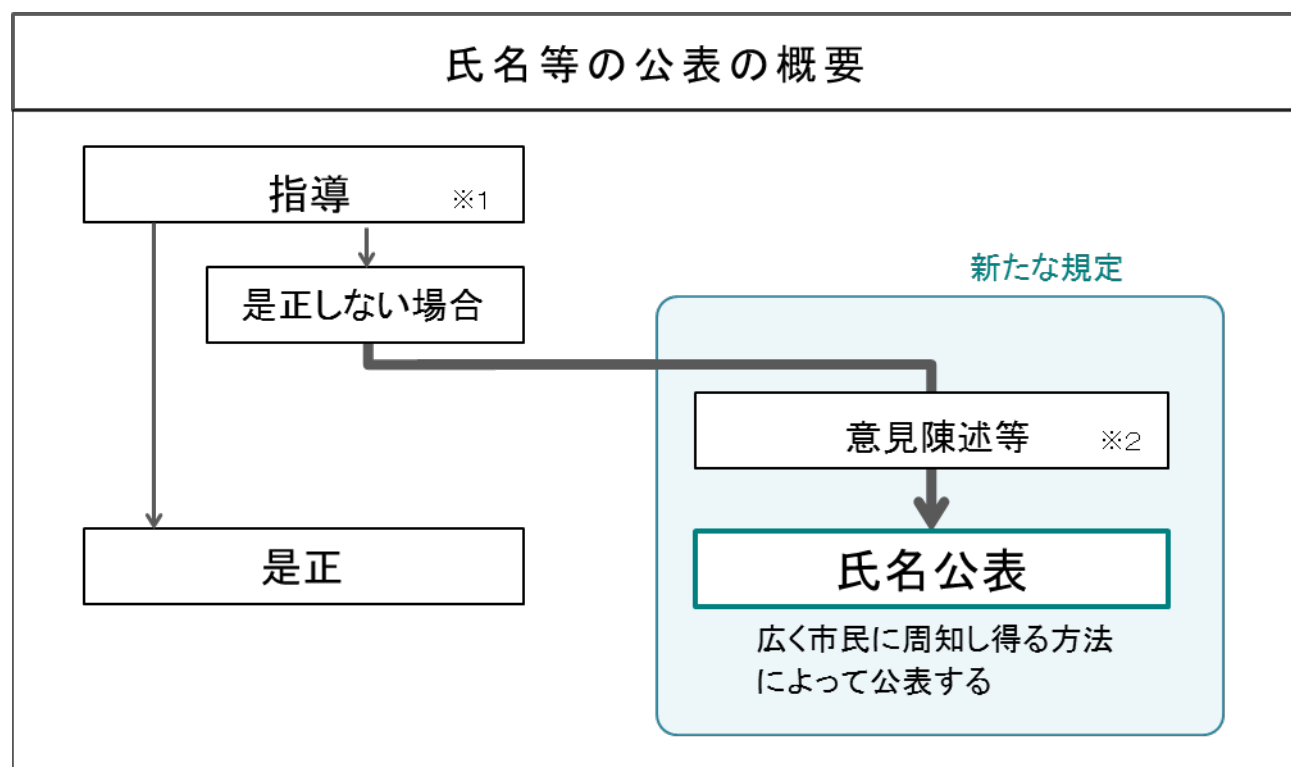 氏名等の公表の概要
指導 ※1
是正しない場合
新たな規定
意見陳述等 ※2
是正
氏名公表
広く市民に周知し得る方法
によって公表する